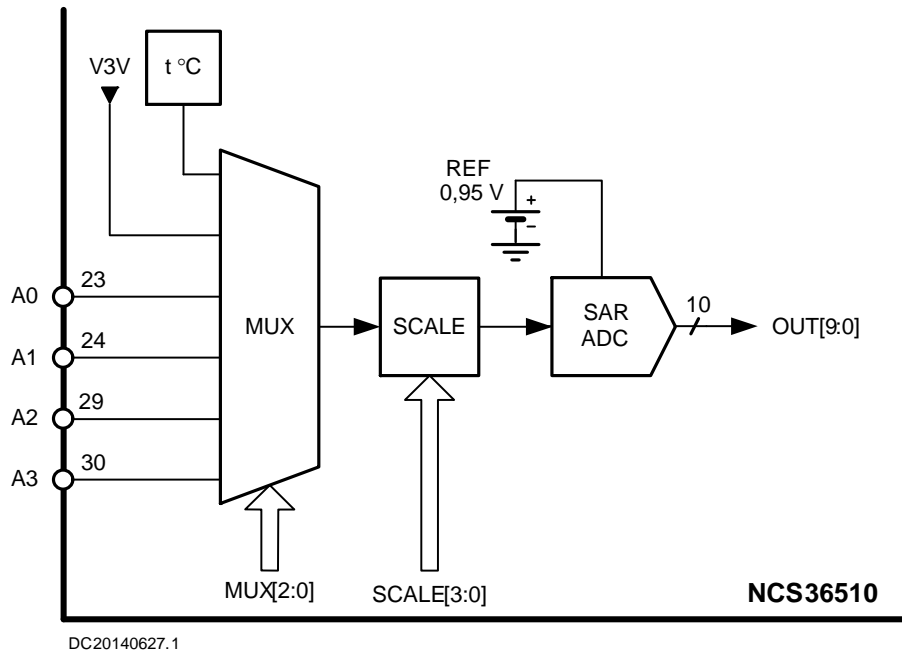 V3V
t °C
REF
0,95 V
+
-
A0
23
A1
24
A2
29
A3
30
MUX
SCALE
SAR
ADC
10
OUT[9:0]
MUX[2:0]
SCALE[3:0]
NCS36510
DC20140627.1